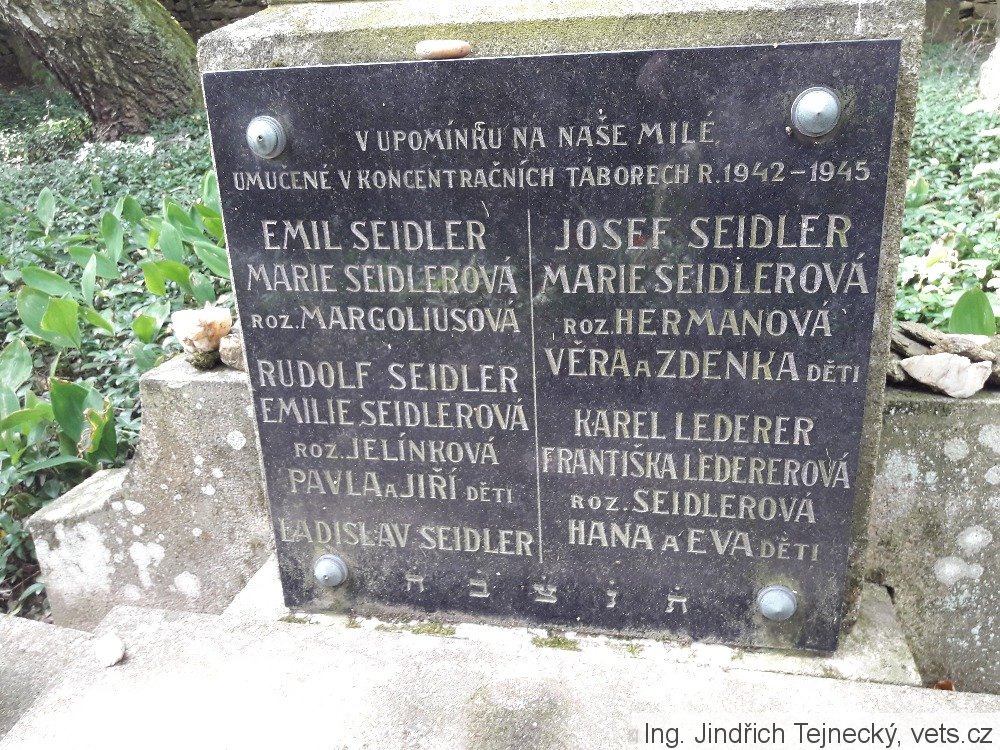 V UPOMÍNKU NA NAŠE MILÉ,
UMUČENÉ V KONCENTRAČNÍCH TÁBORECH R.1942-1945
EMIL SEIDLER
MARIE SEIDLEROVÁ
ROZ. MARGOLIUSOVÁ
RUDOLF SEIDLER
EMILIE SEIDLEROVÁ
ROZ. JELÍNKOVÁ
PAVLA A JIŘÍ DĚTI
LADISLAV SEIDLER
JOSEF SEIDLER
MARIE SEIDLEROVÁ
ROZ. HERMANOVÁ
VĚRA A ZDENKA DĚTI
KAREL LEDERER
FRANTIŠKA LEDEREROVÁ
ROZ. SEIDLEROVÁ
HANA A EVA DĚTI
ת נ צ ב ה
Ing. Jindřich Tejnecký, vets.cz